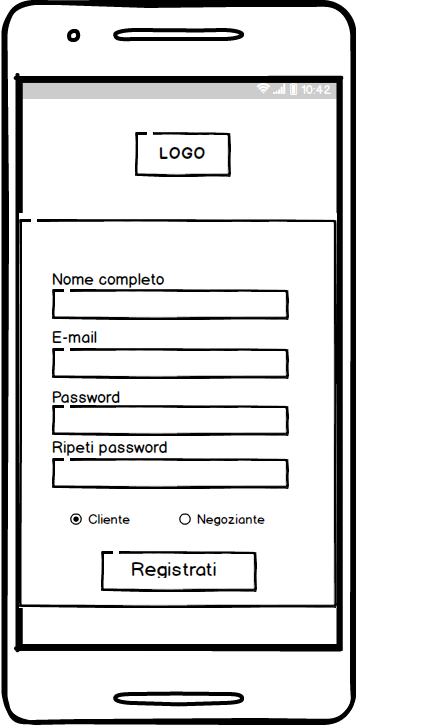 10:42
LOGO
Nome completo
E-mail
Password
Ripeti password
Cliente Negoziante
Registrati